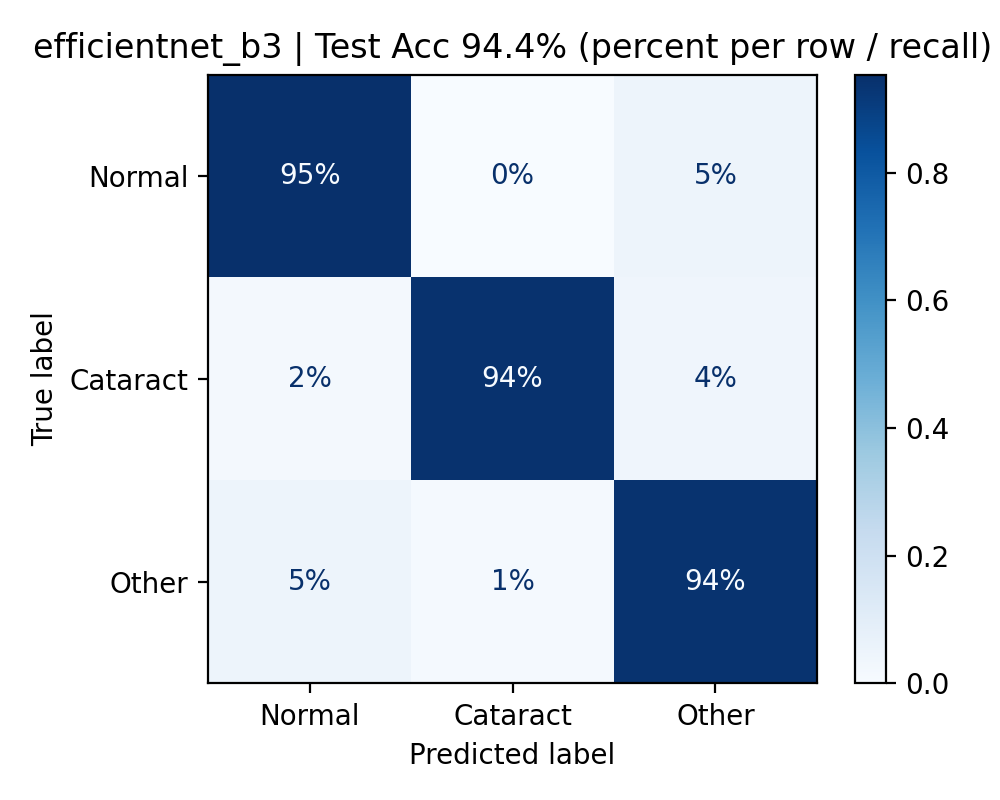 efficientnet_b3 | Test Acc 94.4% (percent per row / recall)
True label
Normal
95%
0%
5%
0.8
Cataract
2%
94%
4%
0.6
0.4
Other
5%
1%
94%
0.2
0.0
Normal
Cataract
Other
Predicted label